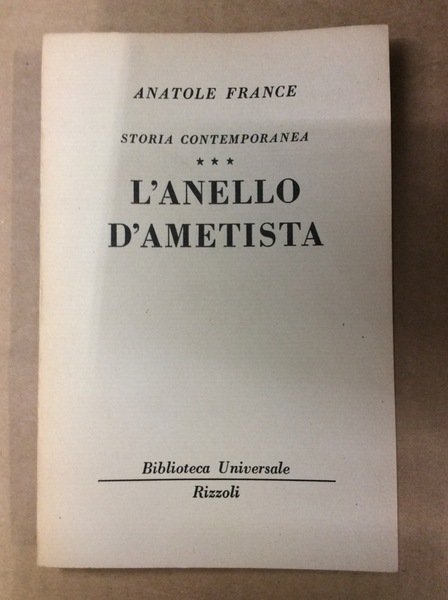 ANATOLE FRANCE
STORIA CONTEMPORANEA
★ ★ ★
L'ANELLO
D'AMETISTA
Biblioteca Universale
Rizzoli